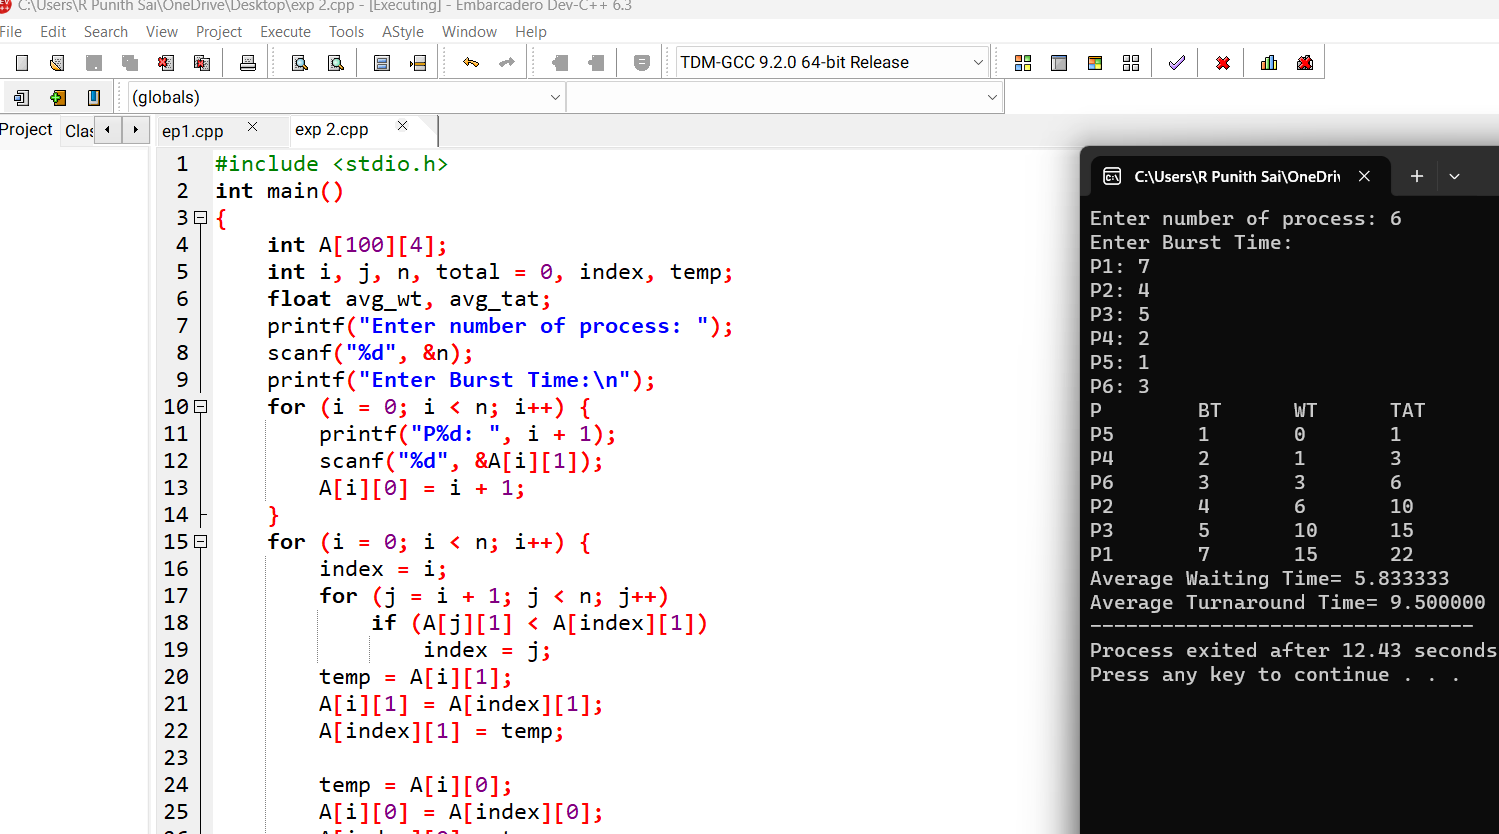 C:\Users\R Punith Sai\OneDrive\Desktop\exp 2.cpp - [Executing] - Embarcadero Dev-C++ 6.3
File Edit Search View Project Execute Tools AStyle Window Help
TDM-GCC 9.2.0 64-bit Release
(globals)
Project Clas ep1.cpp exp 2.cpp
1 #include <stdio.h>
2 int main()
3 {
4 int A[100][4];
5 int i, j, n, total = 0, index, temp;
6 float avg_wt, avg_tat;
7 printf("Enter number of process: ");
8 scanf("%d", &n);
9 printf("Enter Burst Time:\n");
10 for (i = 0; i < n; i++) {
11 printf("P%d: ", i + 1);
12 scanf("%d", &A[i][1]);
13 A[i][0] = i + 1;
14 }
15 for (i = 0; i < n; i++) {
16 index = i;
17 for (j = i + 1; j < n; j++)
18 if (A[j][1] < A[index][1])
19 index = j;
20 temp = A[i][1];
21 A[i][1] = A[index][1];
22 A[index][1] = temp;
23
24 temp = A[i][0];
25 A[i][0] = A[index][0];
C:\Users\R Punith Sai\OneDri
Enter number of process: 6
Enter Burst Time:
P1: 7
P2: 4
P3: 5
P4: 2
P5: 1
P6: 3
P BT WT TAT
P5 1 0 1
P4 2 1 3
P6 3 3 6
P2 4 6 10
P3 5 10 15
P1 7 15 22
Average Waiting Time= 5.833333
Average Turnaround Time= 9.500000
--------------------------------
Process exited after 12.43 seconds
Press any key to continue . . .